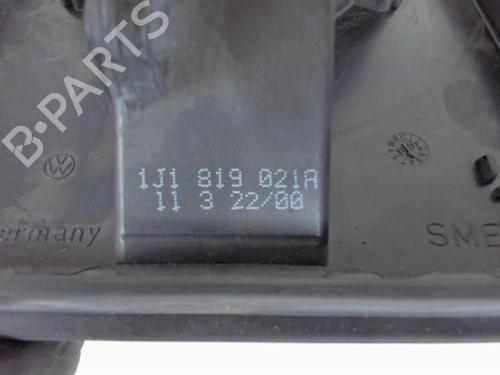 B-PARTS
1J1 819 021A
11 3 22/00
ermany
SME